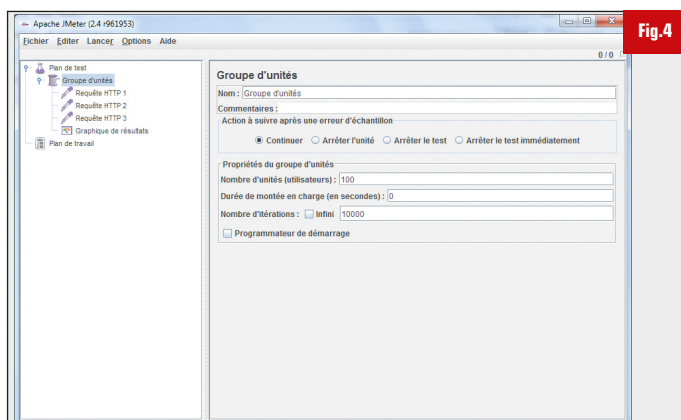 Apache JMeter (2.4 r961953)
Fig.4
Fichier Editer Lancer Options Aide
0 / 0
Plan de test
Groupe d'unités
Requête HTTP 1
Requête HTTP 2
Requête HTTP 3
Graphique de résultats
Plan de travail
Groupe d'unités
Nom : Groupe d'unités
Commentaires :
Action à suivre après une erreur d'échantillon
Continuer Arrêter l'unité Arrêter le test Arrêter le test immédiatement
Propriétés du groupe d'unités
Nombre d'unités (utilisateurs) : 100
Durée de montée en charge (en secondes) : 0
Nombre d'itérations : Infini 10000
Programmateur de démarrage